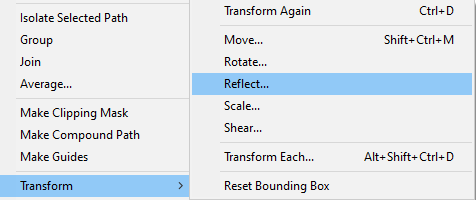 Isolate Selected Path
Group
Join
Average...
Make Clipping Mask
Make Compound Path
Make Guides
Transform >
Transform Again Ctrl+D
Move... Shift+Ctrl+M
Rotate...
Reflect...
Scale...
Shear...
Transform Each... Alt+Shift+Ctrl+D
Reset Bounding Box